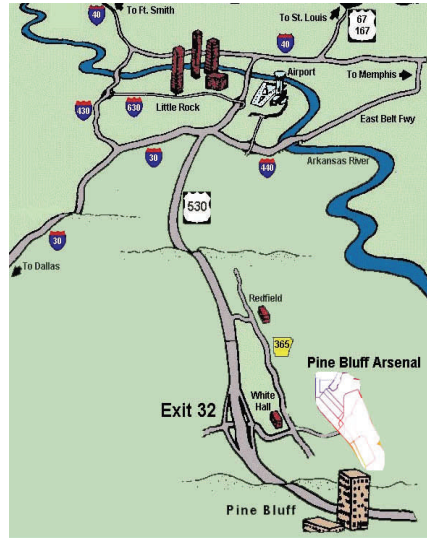 To Ft. Smith
To St. Louis
40
67
167
40
To Memphis
Airport
430
630
Little Rock
East Belt Fwy
30
440
Arkansas River
530
30
To Dallas
Redfield
365
Pine Bluff Arsenal
White
Hall
Exit 32
Pine Bluff